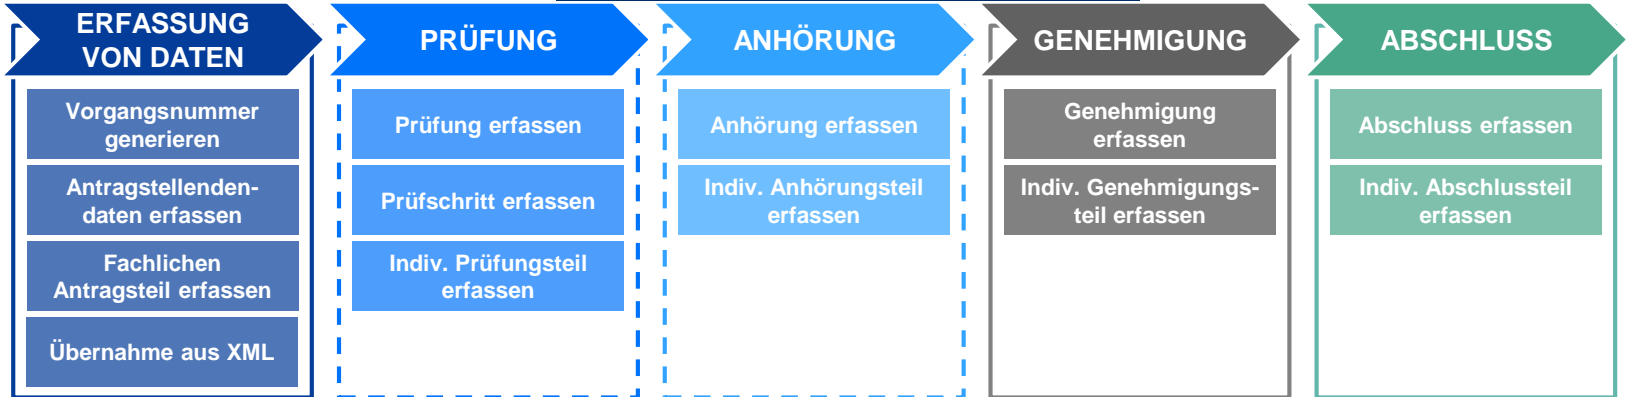 ERFASSUNG
VON DATEN
Vorgangsnummer
generieren
Antragstellenden-
daten erfassen
Fachlichen
Antragsteil erfassen
Übernahme aus XML
PRÜFUNG
Prüfung erfassen
Prüfschritt erfassen
Indiv. Prüfungsteil
erfassen
ANHÖRUNG
Anhörung erfassen
Indiv. Anhörungsteil
erfassen
GENEHMIGUNG
Genehmigung
erfassen
Indiv. Genehmigungs-
teil erfassen
ABSCHLUSS
Abschluss erfassen
Indiv. Abschlussteil
erfassen